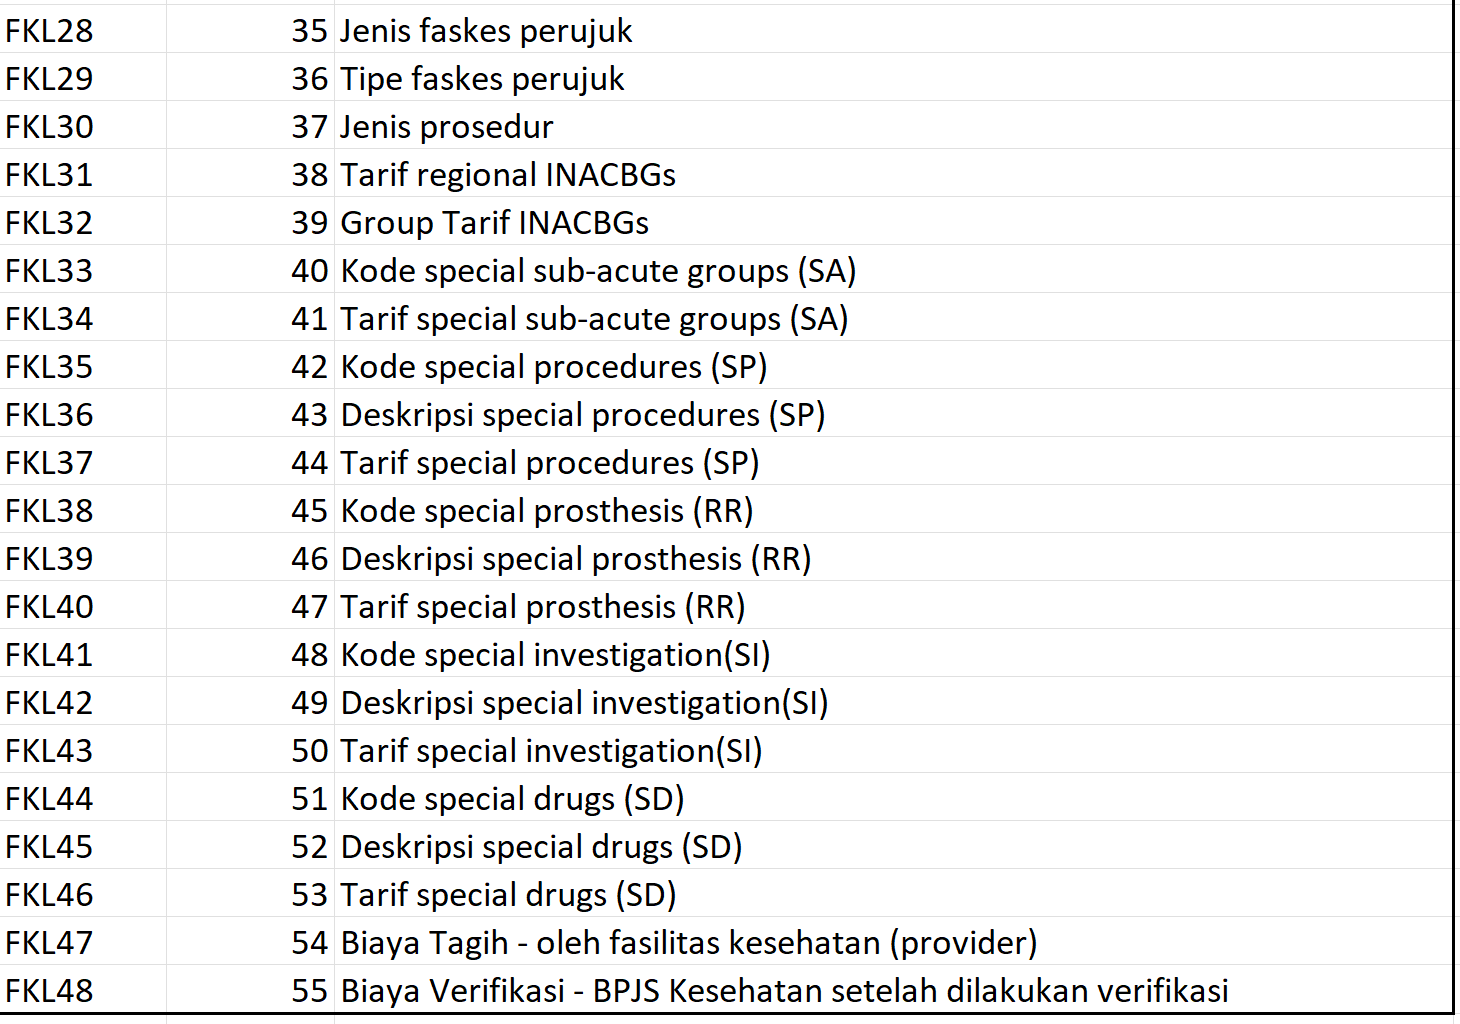 FKL28 35 Jenis faskes perujuk
FKL29 36 Tipe faskes perujuk
FKL30 37 Jenis prosedur
FKL31 38 Tarif regional INACBGs
FKL32 39 Group Tarif INACBGs
FKL33 40 Kode special sub-acute groups (SA)
FKL34 41 Tarif special sub-acute groups (SA)
FKL35 42 Kode special procedures (SP)
FKL36 43 Deskripsi special procedures (SP)
FKL37 44 Tarif special procedures (SP)
FKL38 45 Kode special prosthesis (RR)
FKL39 46 Deskripsi special prosthesis (RR)
FKL40 47 Tarif special prosthesis (RR)
FKL41 48 Kode special investigation(SI)
FKL42 49 Deskripsi special investigation(SI)
FKL43 50 Tarif special investigation(SI)
FKL44 51 Kode special drugs (SD)
FKL45 52 Deskripsi special drugs (SD)
FKL46 53 Tarif special drugs (SD)
FKL47 54 Biaya Tagih - oleh fasilitas kesehatan (provider)
FKL48 55 Biaya Verifikasi - BPJS Kesehatan setelah dilakukan verifikasi